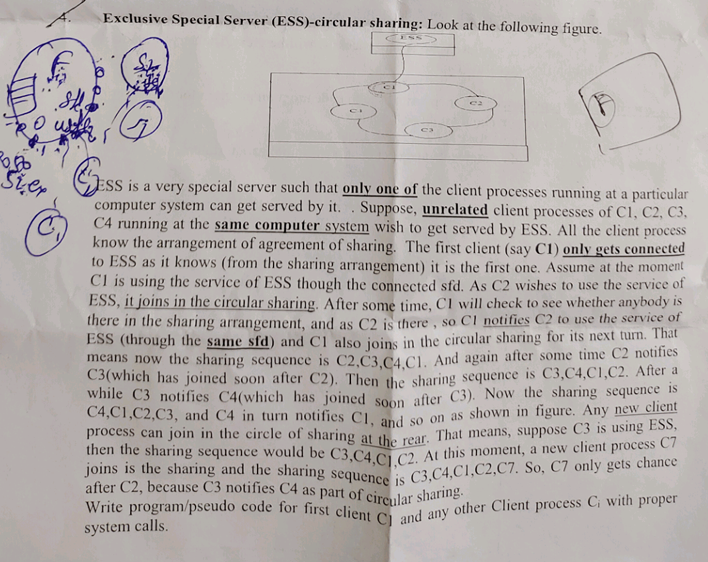 4. Exclusive Special Server (ESS)-circular sharing: Look at the following figure.
ESS
C1
C1
C2
C3
F
S2
F
C1
ESS is a very special server such that only one of the client processes running at a particular
computer system can get served by it. . Suppose, unrelated client processes of C1, C2, C3,
C4 running at the same computer system wish to get served by ESS. All the client process
know the arrangement of agreement of sharing. The first client (say C1) only gets connected
to ESS as it knows (from the sharing arrangement) it is the first one. Assume at the moment
C1 is using the service of ESS though the connected sfd. As C2 wishes to use the service of
ESS, it joins in the circular sharing. After some time, C1 will check to see whether anybody is
there in the sharing arrangement, and as C2 is there , so C1 notifies C2 to use the service of
ESS (through the same sfd) and C1 also joins in the circular sharing for its next turn. That
means now the sharing sequence is C2,C3,C4,C1. And again after some time C2 notifies
C3(which has joined soon after C2). Then the sharing sequence is C3,C4,C1,C2. After a
while C3 notifies C4(which has joined soon after C3). Now the sharing sequence is
C4,C1,C2,C3, and C4 in turn notifies C1, and so on as shown in figure. Any new client
process can join in the circle of sharing at the rear. That means, suppose C3 is using ESS,
then the sharing sequence would be C3,C4,C1,C2. At this moment, a new client process C7
joins is the sharing and the sharing sequence is C3,C4,C1,C2,C7. So, C7 only gets chance
after C2, because C3 notifies C4 as part of circular sharing.
Write program/pseudo code for first client C1 and any other Client process Ci with proper
system calls.